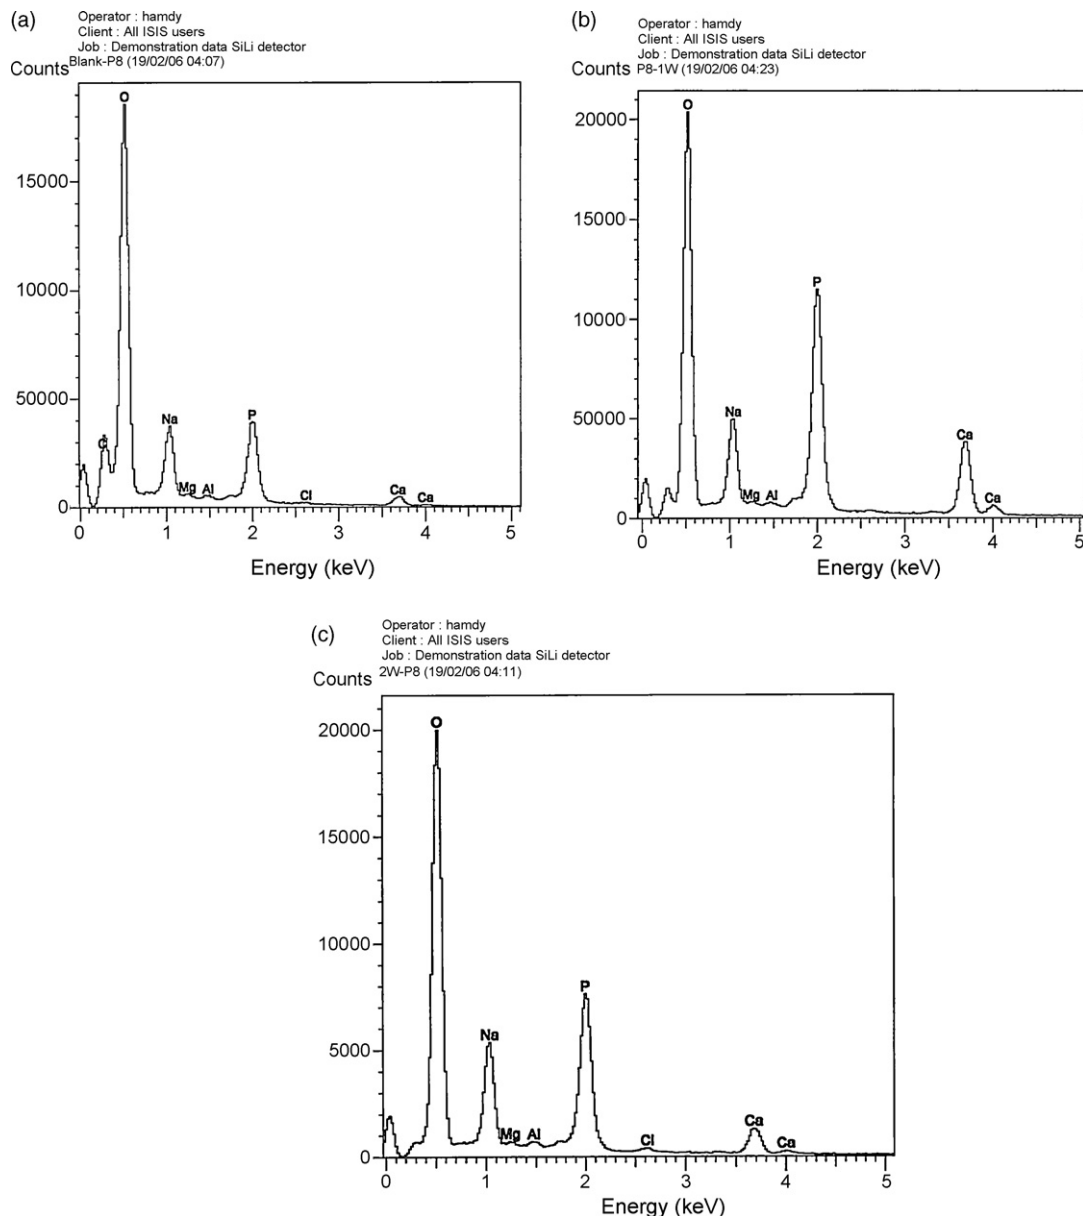 (a)
Operator : hamdy
Client : All ISIS users
Job : Demonstration data SiLi detector
Blank-P8 (19/02/06 04:07)
Counts
15000
10000
50000
0
O
C
Na
Mg
Al
P
Cl
Ca
Ca
0 1 2 3 4 5
Energy (keV)
(b)
Operator : hamdy
Client : All ISIS users
Job : Demonstration data SiLi detector
P8-1W (19/02/06 04:23)
Counts
20000
15000
10000
50000
0
O
Na
Mg
Al
P
Ca
Ca
0 1 2 3 4 5
Energy (keV)
(c)
Operator : hamdy
Client : All ISIS users
Job : Demonstration data SiLi detector
2W-P8 (19/02/06 04:11)
Counts
20000
15000
10000
5000
0
O
Na
Mg
Al
P
Cl
Ca
Ca
0 1 2 3 4 5
Energy (keV)